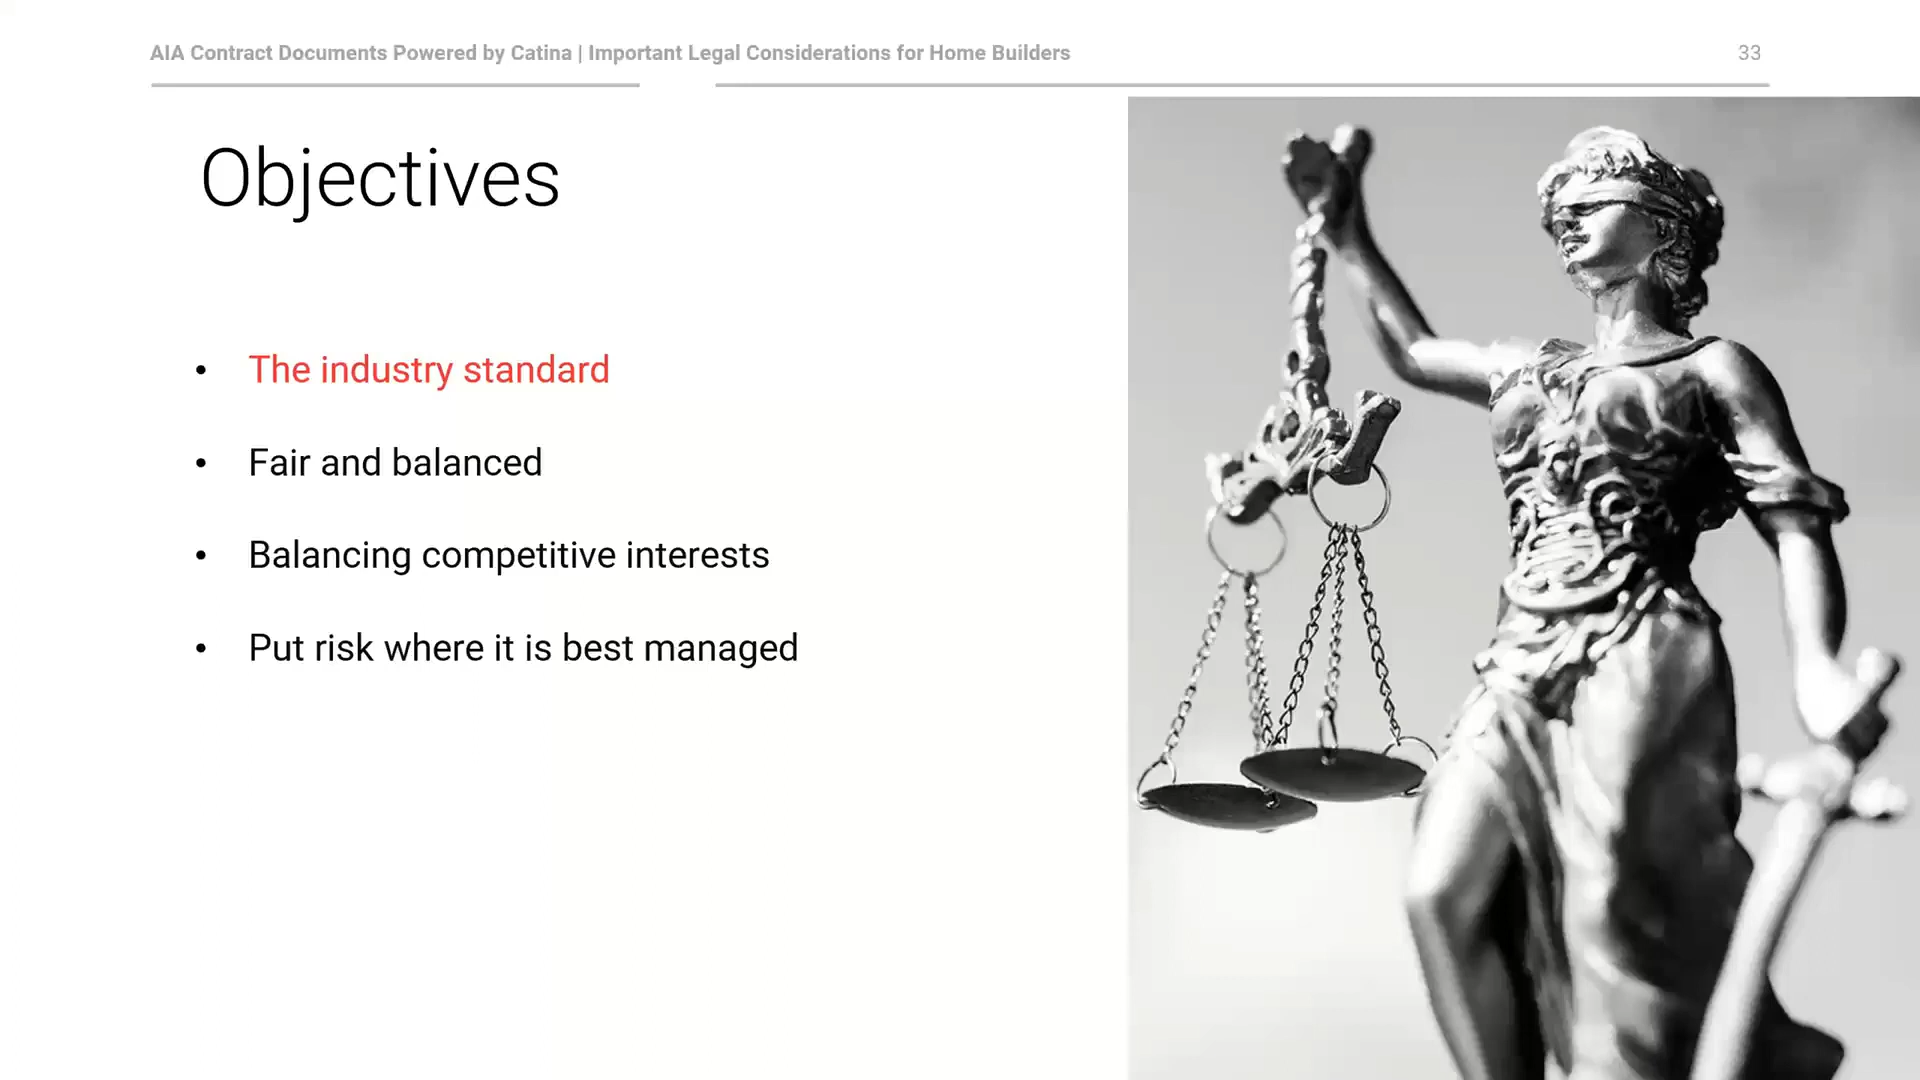 AIA Contract Documents Powered by Catina | Important Legal Considerations for Home Builders
33
Objectives
• The industry standard
• Fair and balanced
• Balancing competitive interests
• Put risk where it is best managed